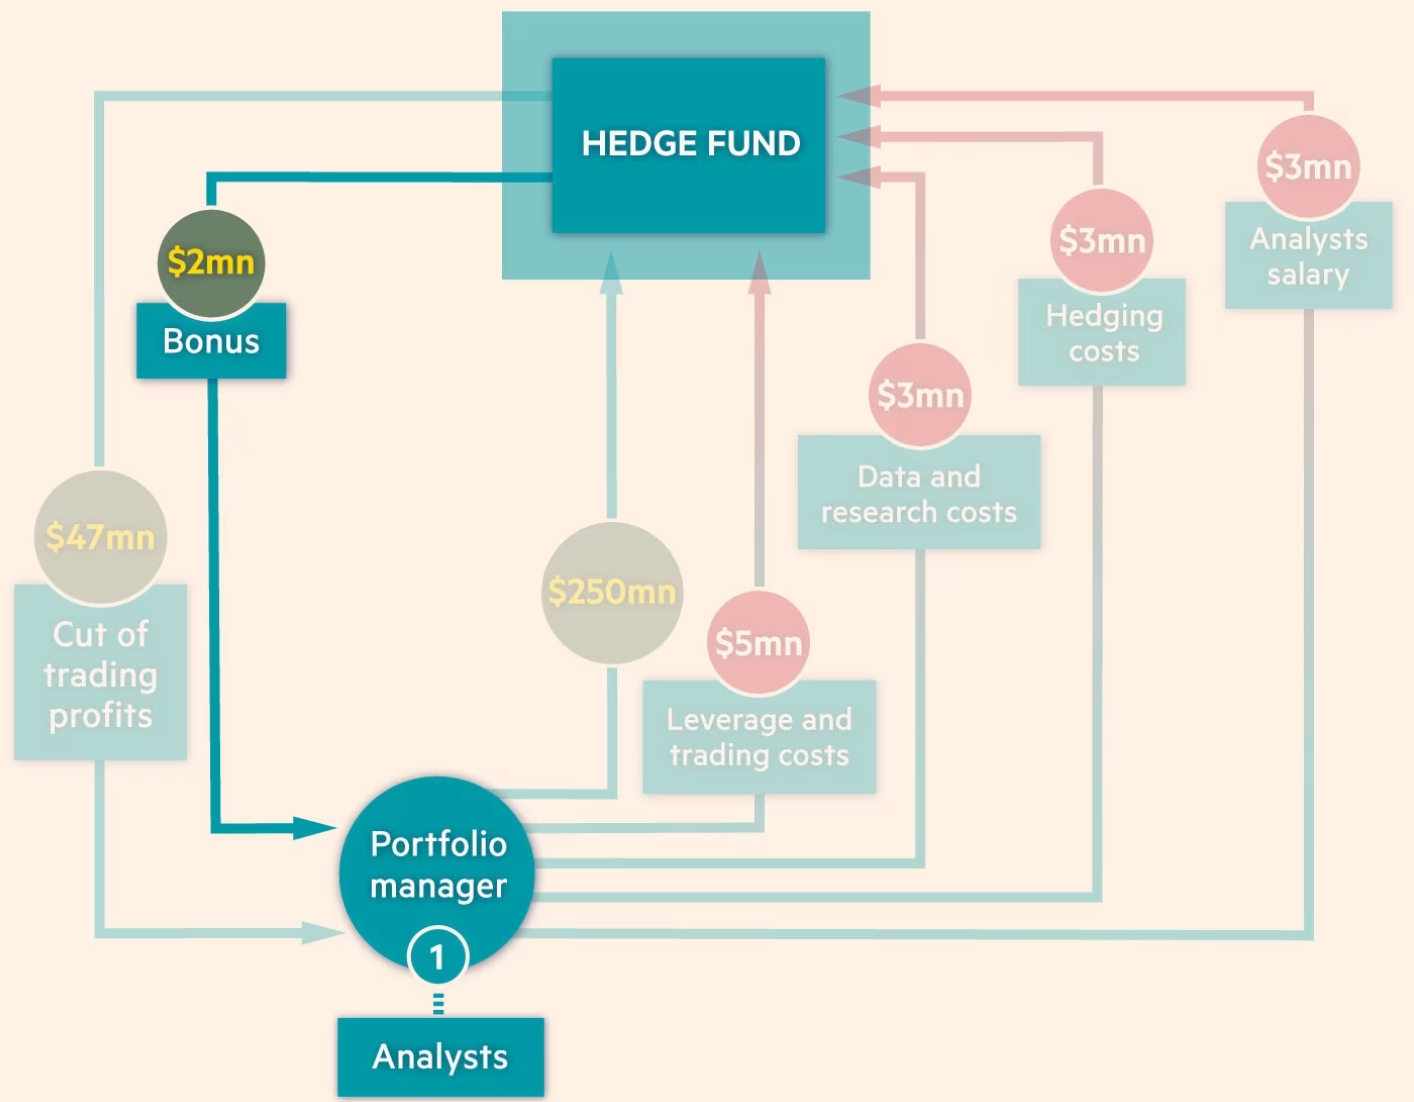 HEDGE FUND
$3mn
Analysts
salary
$3mn
Hedging
costs
$2mn
Bonus
$3mn
Data and
research costs
$47mn
Cut of
trading
profits
$250mn
$5mn
Leverage and
trading costs
Portfolio
manager
1
Analysts